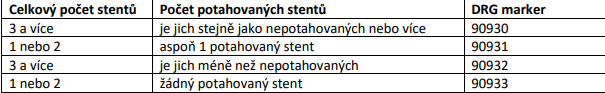 Celkový počet stentů Počet potahovaných stentů DRG marker
3 a více je jich stejně jako nepotahovaných nebo více 90930
1 nebo 2 aspoň 1 potahovaný stent 90931
3 a více je jich méně než nepotahovaných 90932
1 nebo 2 žádný potahovaný stent 90933